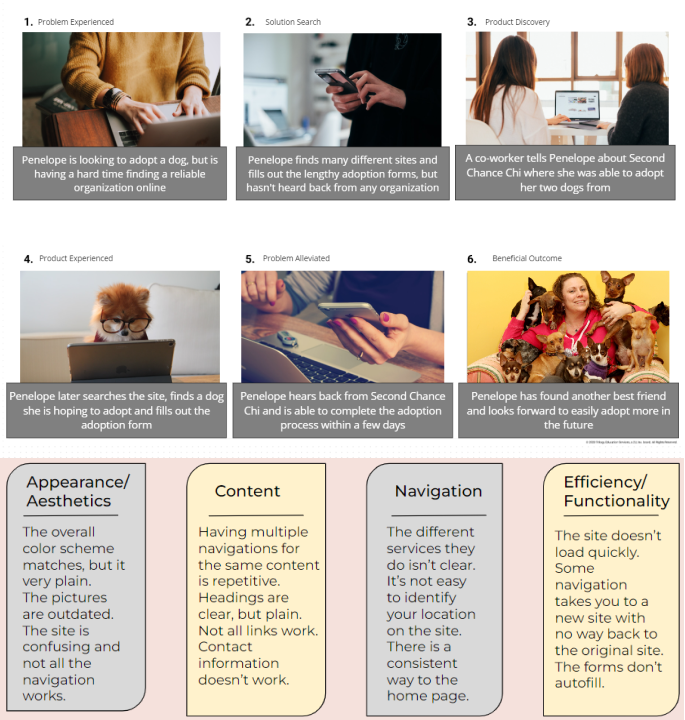 1. Problem Experienced
2. Solution Search
3. Product Discovery
Penelope is looking to adopt a dog, but is
having a hard time finding a reliable
organization online
Penelope finds many different sites and
fills out the lengthy adoption forms, but
hasn't heard back from any organization
A co-worker tells Penelope about Second
Chance Chi where she was able to adopt
her two dogs from
4. Product Experienced
5. Problem Alleviated
6. Beneficial Outcome
Penelope later searches the site, finds a dog
she is hoping to adopt and fills out the
adoption form
Penelope hears back from Second Chance
Chi and is able to complete the adoption
process within a few days
Penelope has found another best friend
and looks forward to easily adopt more in
the future
Appearance/
Aesthetics
The overall
color scheme
matches, but it
very plain.
The pictures
are outdated.
The site is
confusing and
not all the
navigation
works.
Content
Having multiple
navigations for
the same content
is repetitive.
Headings are
clear, but plain.
Not all links work.
Contact
information
doesn't work.
Navigation
The different
services they
do isn't clear.
It's not easy
to identify
your location
on the site.
There is a
consistent
way to the
home page.
Efficiency/
Functionality
The site doesn't
load quickly.
Some
navigation
takes you to a
new site with
no way back to
the original site.
The forms don't
autofill.